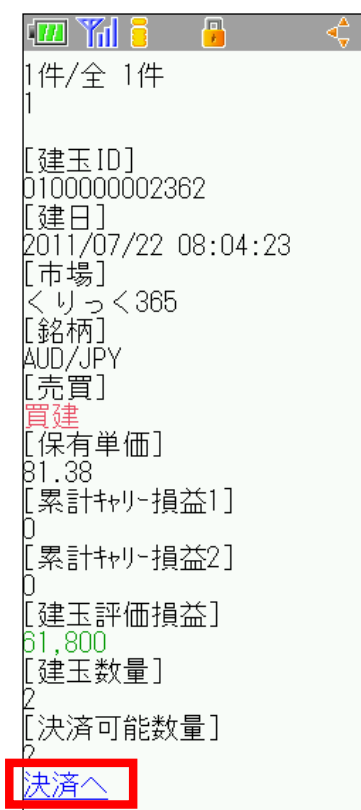 1件/全 1件
1
[建玉ID]
0100000002362
[建日]
2011/07/22 08:04:23
[市場]
くりっく365
[銘柄]
AUD/JPY
[売買]
買建
[保有単価]
81.38
[累計ｷｬﾘｰ損益1]
0
[累計ｷｬﾘｰ損益2]
0
[建玉評価損益]
61,800
[建玉数量]
2
[決済可能数量]
2
決済へ